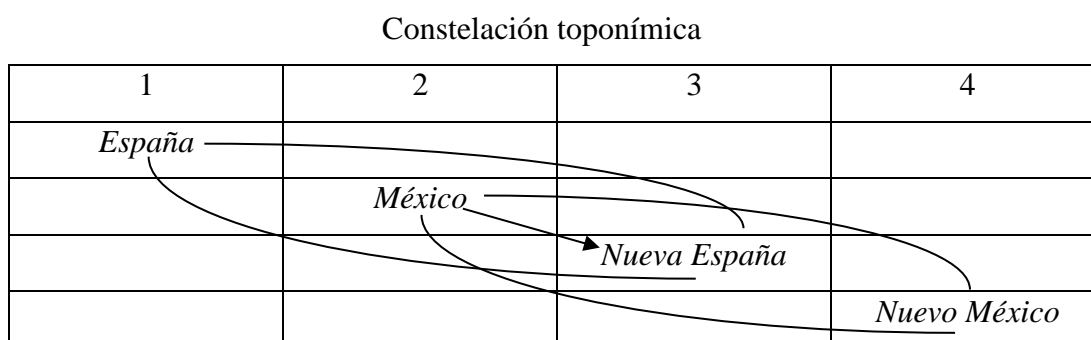 Constelación toponímica
1 2 3 4
España
México
Nueva España
Nuevo México